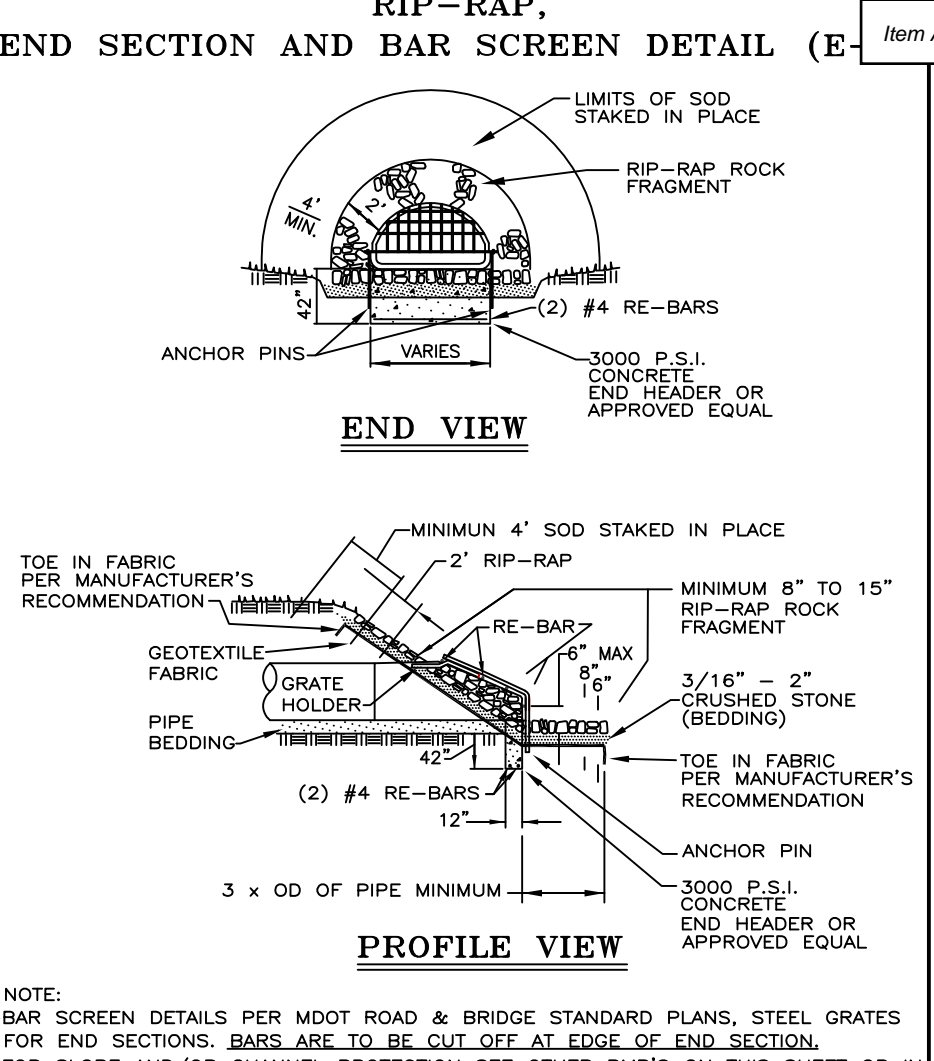 RIP-RAP,
END SECTION AND BAR SCREEN DETAIL (E-
Item
LIMITS OF SOD
STAKED IN PLACE
RIP-RAP ROCK
FRAGMENT
4'
MIN.
2'
42"
(2) #4 RE-BARS
ANCHOR PINS
VARIES
3000 P.S.I.
CONCRETE
END HEADER OR
APPROVED EQUAL
END VIEW
MINIMUN 4' SOD STAKED IN PLACE
2' RIP-RAP
TOE IN FABRIC
PER MANUFACTURER'S
RECOMMENDATION
MINIMUM 8" TO 15"
RIP-RAP ROCK
FRAGMENT
RE-BAR
GEOTEXTILE
FABRIC
6" MAX
8"
6"
GRATE
HOLDER
3/16" - 2"
CRUSHED STONE
(BEDDING)
PIPE
BEDDING
42"
TOE IN FABRIC
PER MANUFACTURER'S
RECOMMENDATION
(2) #4 RE-BARS
12"
ANCHOR PIN
3 x OD OF PIPE MINIMUM
3000 P.S.I.
CONCRETE
END HEADER OR
APPROVED EQUAL
PROFILE VIEW
NOTE:
BAR SCREEN DETAILS PER MDOT ROAD & BRIDGE STANDARD PLANS, STEEL GRATES
FOR END SECTIONS. BARS ARE TO BE CUT OFF AT EDGE OF END SECTION.